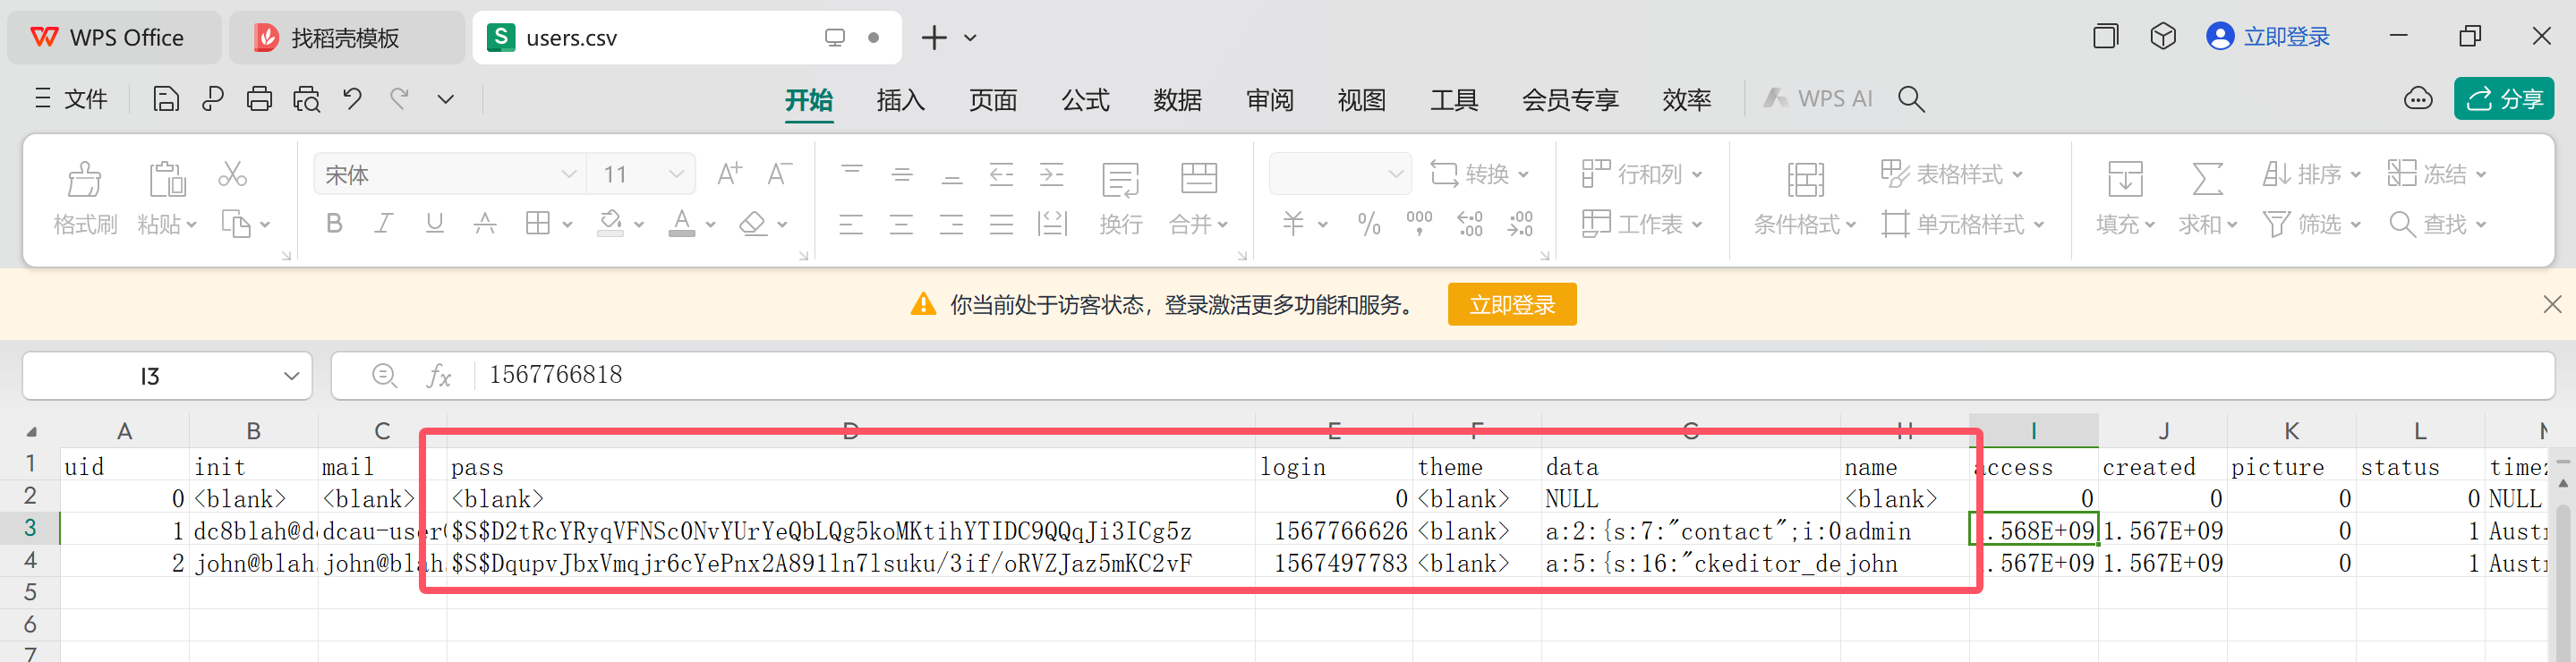 WPS Office 找稻壳模板 users.csv 立即登录
文件 开始 插入 页面 公式 数据 审阅 视图 工具 会员专享 效率 WPS AI 分享
宋体 11 A+ A- 转换 行和列 表格样式 排序 冻结
格式刷 粘贴 B I U A A 换行 合并 % 000 工作表 条件格式 单元格样式 填充 求和 筛选 查找
你当前处于访客状态，登录激活更多功能和服务。 立即登录
I3 fx 1567766818
A B C D E F G H I J K L
1 uid init mail pass login theme data name access created picture status
2 0 <blank> <blank> <blank> 0 <blank> NULL <blank> 0 0 0 0 NULL
3 1 dc8blah@d dcau-user $S$D2tRcYRyqVFNSc0NvYUrYeQbLQg5koMKtihYTIDC9QQqJi3ICg5z 1567766626 <blank> a:2:{s:7:"contact";i:0 admin 1.568E+09 1.567E+09 0 1 Aust
4 2 john@blah john@blah $S$DqupvJbxVmqjr6cYePnx2A891ln7lsuku/3if/oRVZJaz5mKC2vF 1567497783 <blank> a:5:{s:16:"ckeditor_de john 1.567E+09 1.567E+09 0 1 Aust
5
6
7